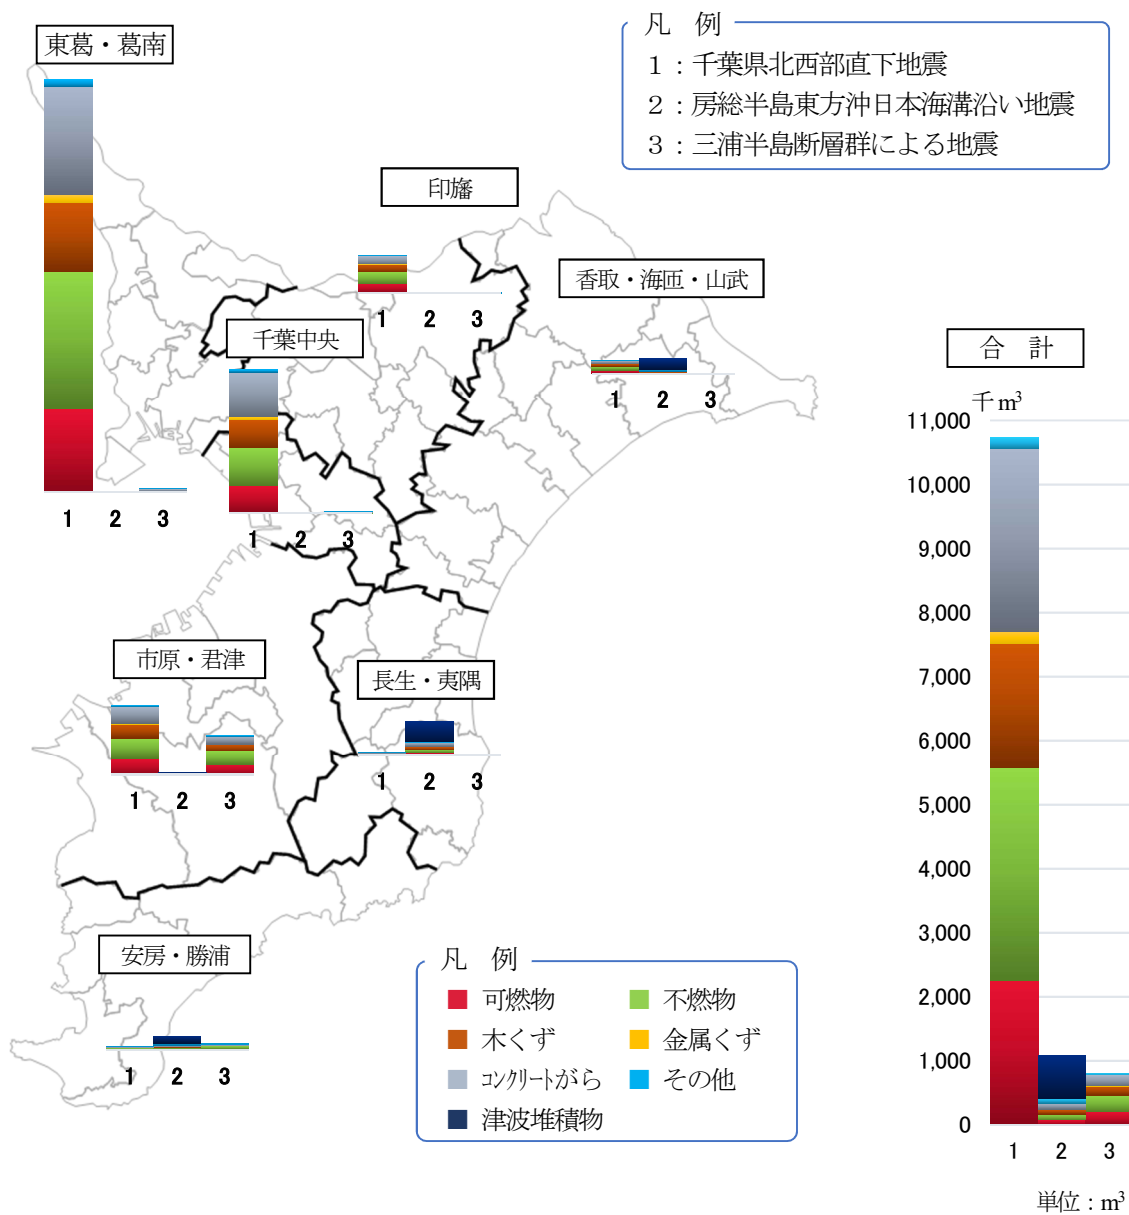 東葛・葛南
凡　例
１：千葉県北西部直下地震
２：房総半島東方沖日本海溝沿い地震
３：三浦半島断層群による地震
印旛
1 2 3
香取・海匝・山武
1 2 3
千葉中央
1 2 3
1 2 3
市原・君津
1 2 3
長生・夷隅
1 2 3
安房・勝浦
1 2 3
凡　例
可燃物 不燃物
木くず 金属くず
ｺﾝｸﾘｰﾄがら その他
津波堆積物
合　計
千m³
11,000
10,000
9,000
8,000
7,000
6,000
5,000
4,000
3,000
2,000
1,000
0
1 2 3
単位：m³